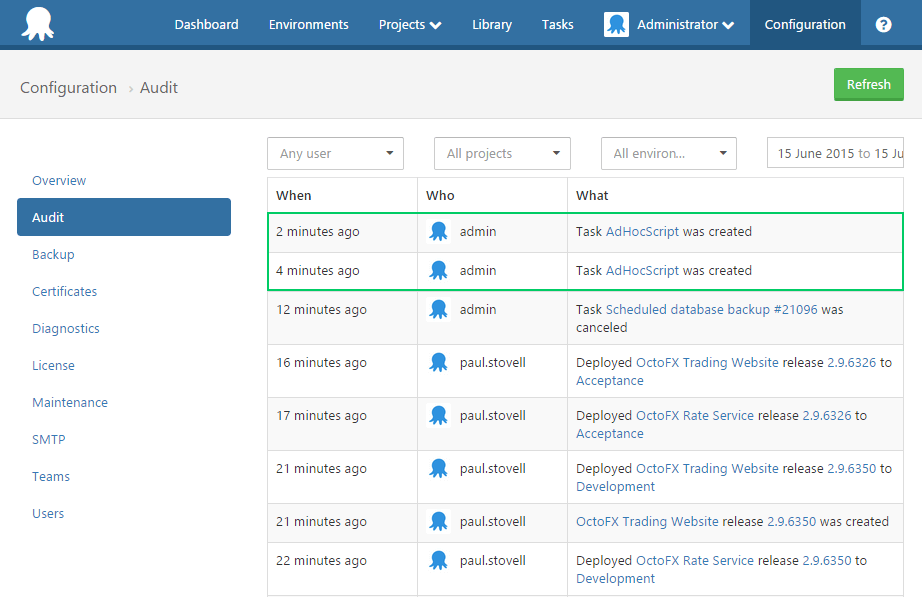 Dashboard Environments Projects Library Tasks Administrator Configuration ?
Configuration › Audit
Refresh
Any user All projects All environ... 15 June 2015 to 15 Ju
Overview
Audit
Backup
Certificates
Diagnostics
License
Maintenance
SMTP
Teams
Users
When Who What
2 minutes ago admin Task AdHocScript was created
4 minutes ago admin Task AdHocScript was created
12 minutes ago admin Task Scheduled database backup #21096 was
canceled
16 minutes ago paul.stovell Deployed OctoFX Trading Website release 2.9.6326 to
Acceptance
17 minutes ago paul.stovell Deployed OctoFX Rate Service release 2.9.6326 to
Acceptance
21 minutes ago paul.stovell Deployed OctoFX Trading Website release 2.9.6350 to
Development
21 minutes ago paul.stovell OctoFX Trading Website release 2.9.6350 was created
22 minutes ago paul.stovell Deployed OctoFX Rate Service release 2.9.6350 to
Development